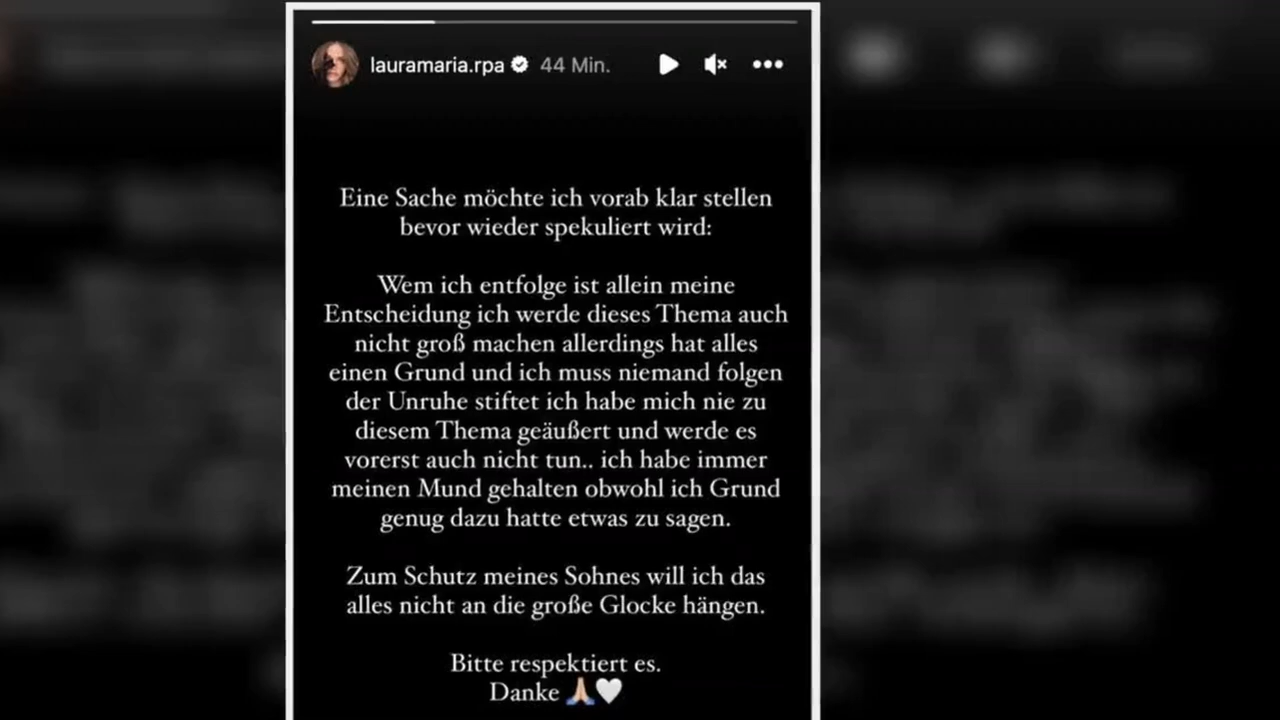 lauramaria.rpa 44 Min.
Eine Sache möchte ich vorab klar stellen
bevor wieder spekuliert wird:
Wem ich entfolge ist allein meine
Entscheidung ich werde dieses Thema auch
nicht groß machen allerdings hat alles
einen Grund und ich muss niemand folgen
der Unruhe stiftet ich habe mich nie zu
diesem Thema geäußert und werde es
vorerst auch nicht tun.. ich habe immer
meinen Mund gehalten obwohl ich Grund
genug dazu hatte etwas zu sagen.
Zum Schutz meines Sohnes will ich das
alles nicht an die große Glocke hängen.
Bitte respektiert es.
Danke 🙏🏼🤍